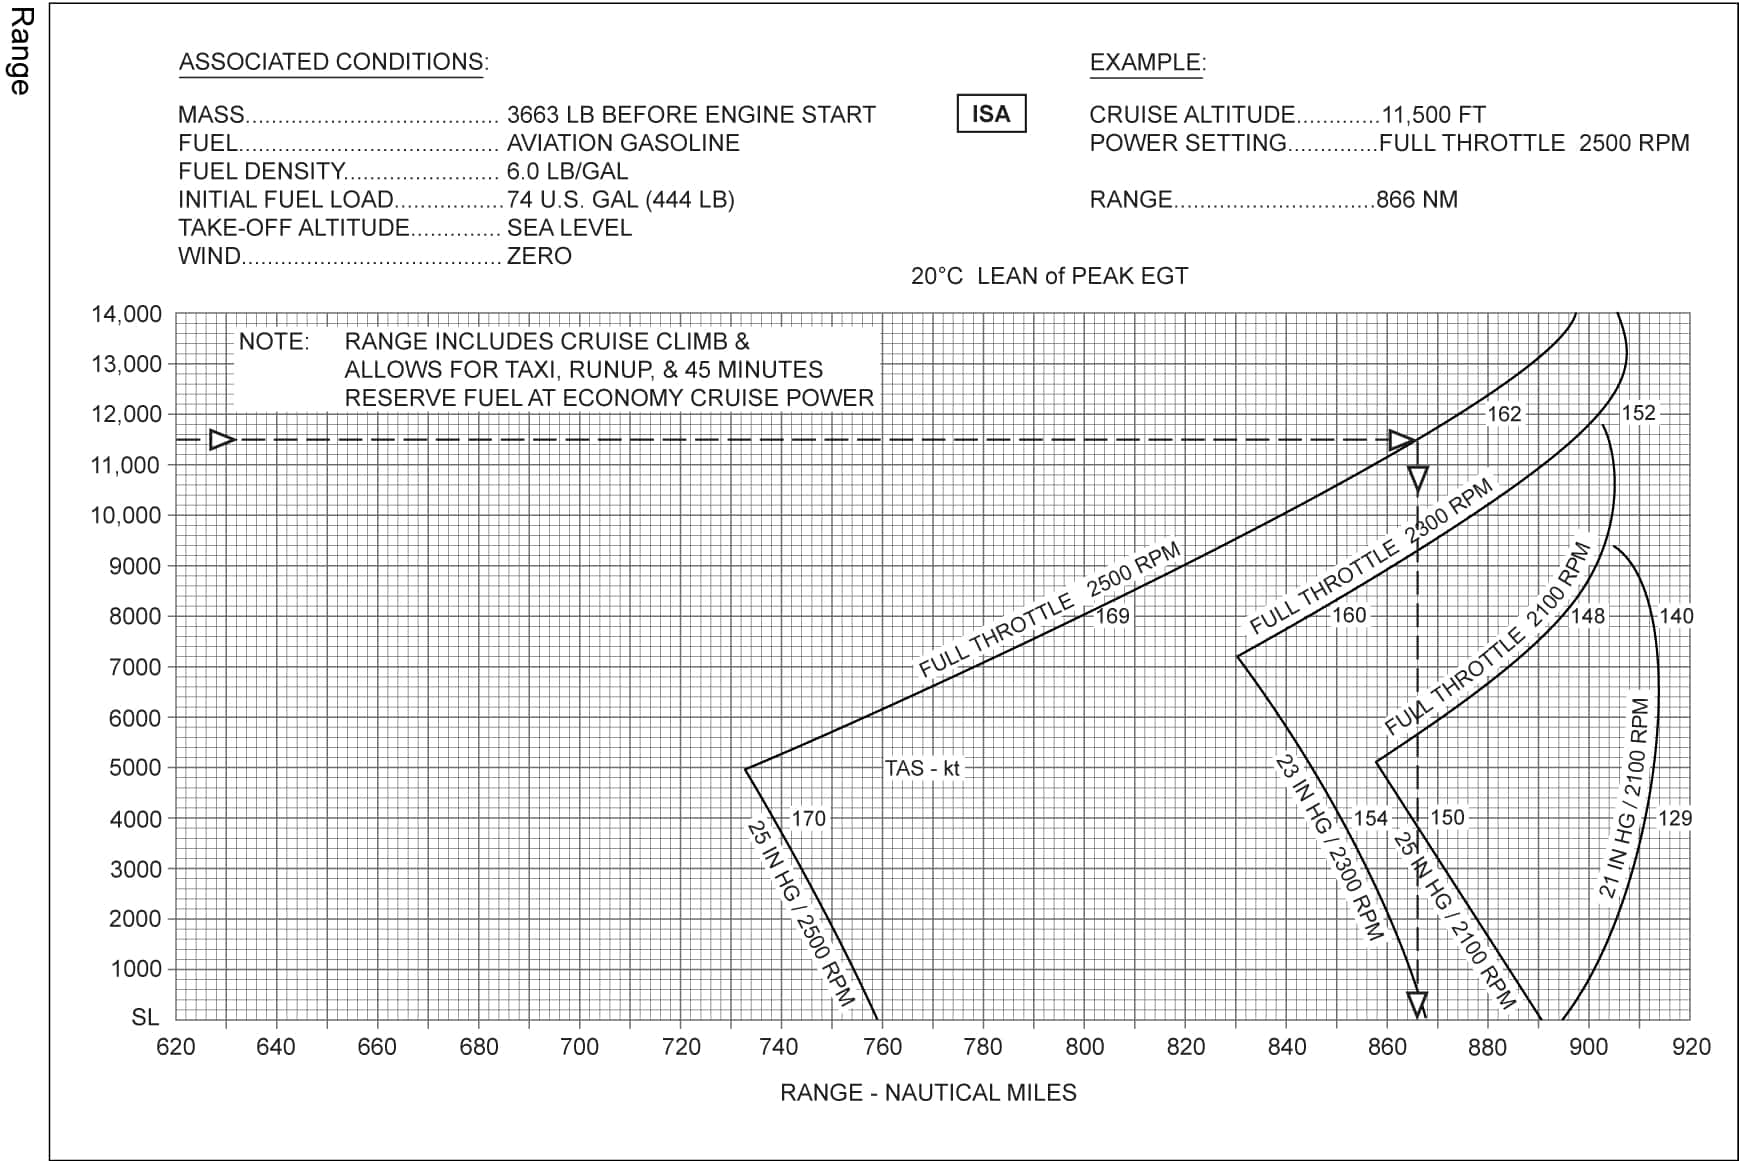 Range
ASSOCIATED CONDITIONS:
MASS....................................... 3663 LB BEFORE ENGINE START
FUEL........................................ AVIATION GASOLINE
FUEL DENSITY........................ 6.0 LB/GAL
INITIAL FUEL LOAD................. 74 U.S. GAL (444 LB)
TAKE-OFF ALTITUDE.............. SEA LEVEL
WIND........................................ ZERO
ISA
EXAMPLE:
CRUISE ALTITUDE.............11,500 FT
POWER SETTING..............FULL THROTTLE 2500 RPM
RANGE...............................866 NM
20°C LEAN of PEAK EGT
NOTE: RANGE INCLUDES CRUISE CLIMB &
ALLOWS FOR TAXI, RUNUP, & 45 MINUTES
RESERVE FUEL AT ECONOMY CRUISE POWER
14,000
13,000
12,000
11,000
10,000
9000
8000
7000
6000
5000
4000
3000
2000
1000
SL
162
152
FULL THROTTLE 2500 RPM
169
FULL THROTTLE 2300 RPM
160
FULL THROTTLE 2100 RPM
148
140
TAS - kt
170
25 IN HG / 2500 RPM
23 IN HG / 2300 RPM
154
150
25 IN HG / 2100 RPM
21 IN HG / 2100 RPM
129
620 640 660 680 700 720 740 760 780 800 820 840 860 880 900 920
RANGE - NAUTICAL MILES